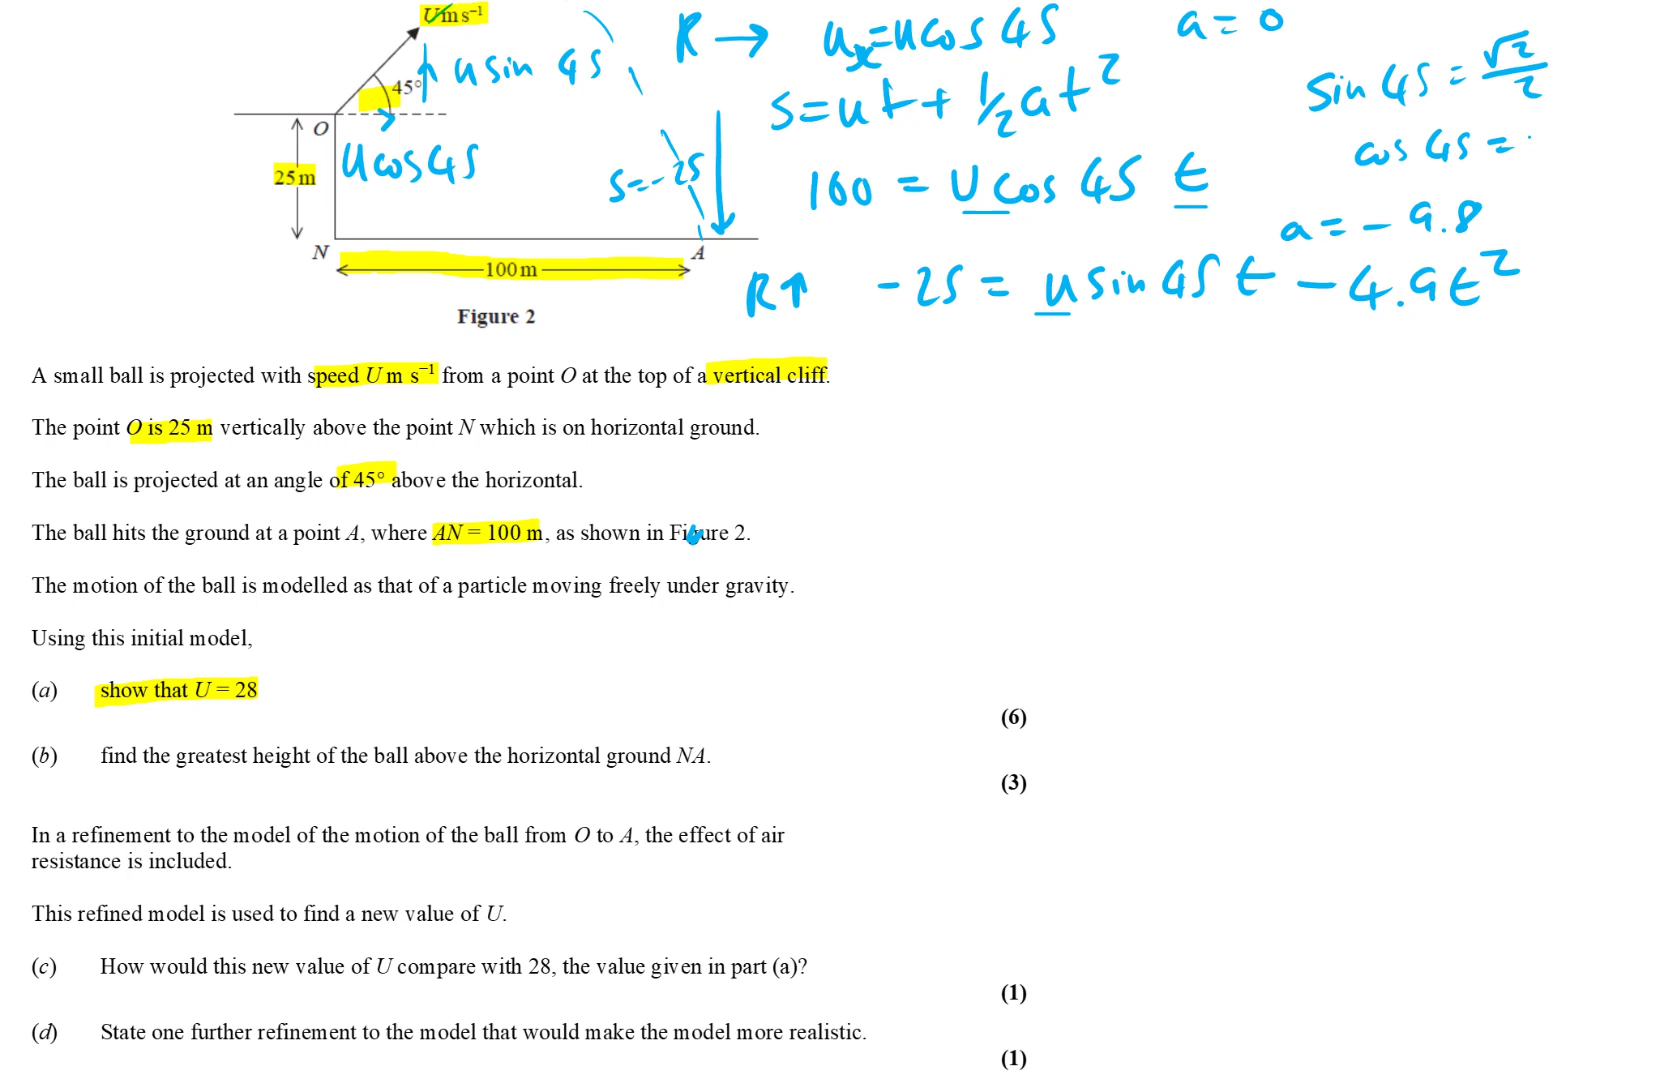 U m s⁻¹
R → uₓ = u cos 45 a = 0
45° u sin 45
sin 45 = √2/2
s = ut + ½at²
O
cos 45 =
25 m u cos 45 s = -25
100 = U cos 45 t
a = - 9.8
N A
100 m
R↑ - 25 = u sin 45 t - 4.9t²
Figure 2
A small ball is projected with speed U m s⁻¹ from a point O at the top of a vertical cliff.
The point O is 25 m vertically above the point N which is on horizontal ground.
The ball is projected at an angle of 45° above the horizontal.
The ball hits the ground at a point A, where AN = 100 m, as shown in Figure 2.
The motion of the ball is modelled as that of a particle moving freely under gravity.
Using this initial model,
(a) show that U = 28
(6)
(b) find the greatest height of the ball above the horizontal ground NA.
(3)
In a refinement to the model of the motion of the ball from O to A, the effect of air
resistance is included.
This refined model is used to find a new value of U.
(c) How would this new value of U compare with 28, the value given in part (a)?
(1)
(d) State one further refinement to the model that would make the model more realistic.
(1)